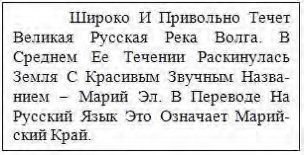 Широко И Привольно Течет
Великая Русская Река Волга. В
Среднем Ее Течении Раскинулась
Земля С Красивым Звучным Назва-
нием – Марий Эл. В Переводе На
Русский Язык Это Означает Марий-
ский Край.